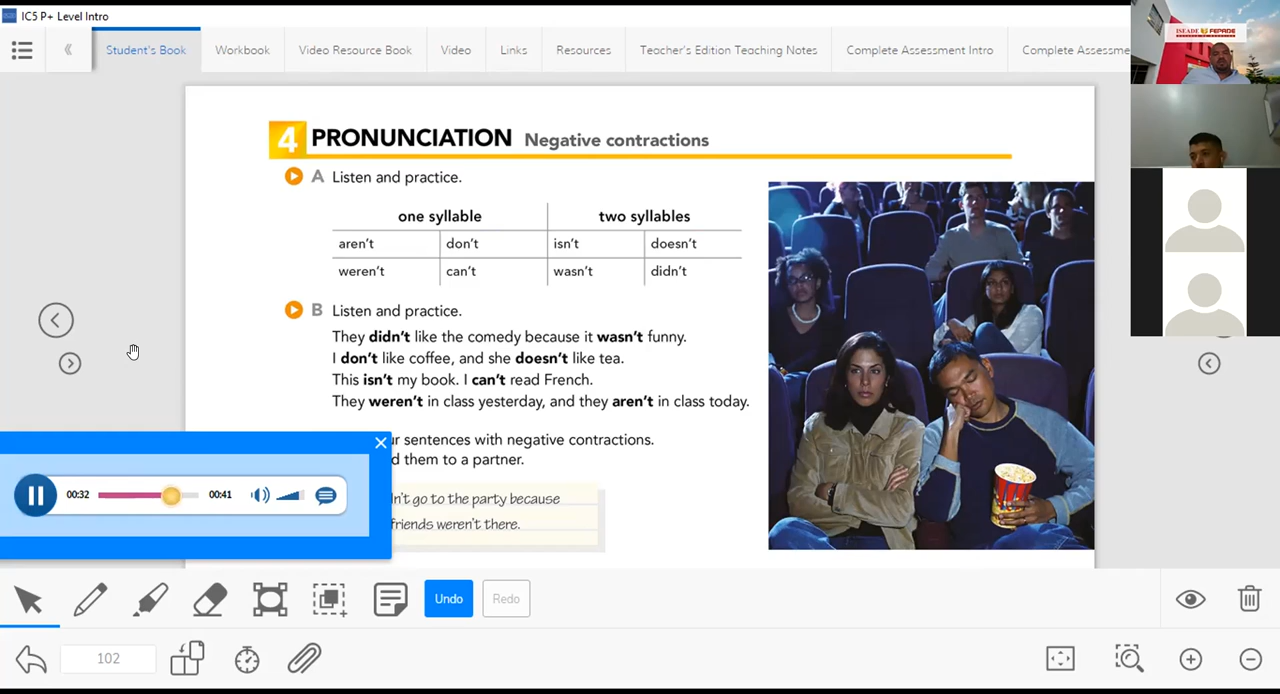 IC5 P+ Level Intro
Student's Book Workbook Video Resource Book Video Links Resources Teacher's Edition Teaching Notes Complete Assessment Intro Complete Assessme
ISEADE FEPADE
4 PRONUNCIATION Negative contractions
A Listen and practice.
one syllable two syllables
aren't don't isn't doesn't
weren't can't wasn't didn't
B Listen and practice.
They didn't like the comedy because it wasn't funny.
I don't like coffee, and she doesn't like tea.
This isn't my book. I can't read French.
They weren't in class yesterday, and they aren't in class today.
ur sentences with negative contractions.
d them to a partner.
00:32 00:41
n't go to the party because
friends weren't there.
Undo Redo
102